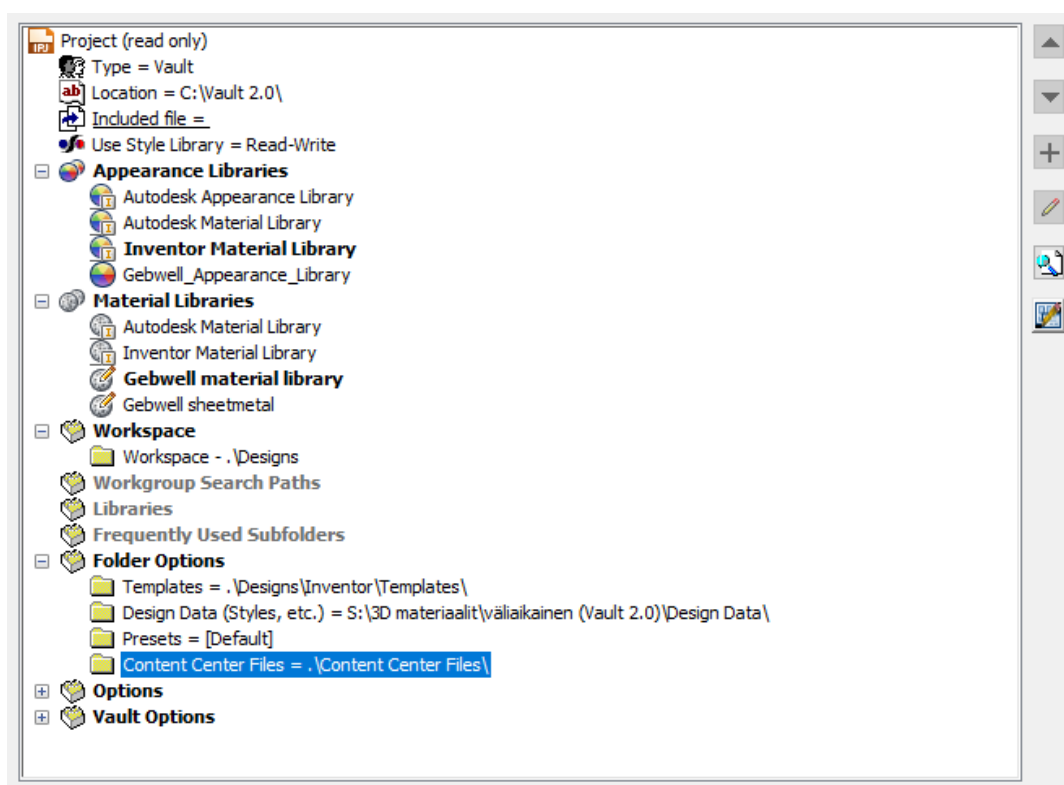 IPJ Project (read only)
Type = Vault
ab Location = C:\Vault 2.0\
Included file =
Use Style Library = Read-Write
Appearance Libraries
Autodesk Appearance Library
Autodesk Material Library
Inventor Material Library
Gebwell_Appearance_Library
Material Libraries
Autodesk Material Library
Inventor Material Library
Gebwell material library
Gebwell sheetmetal
Workspace
Workspace - .\Designs
Workgroup Search Paths
Libraries
Frequently Used Subfolders
Folder Options
Templates = .\Designs\Inventor\Templates\
Design Data (Styles, etc.) = S:\3D materiaalit\väliaikainen (Vault 2.0)\Design Data\
Presets = [Default]
Content Center Files = .\Content Center Files\
Options
Vault Options